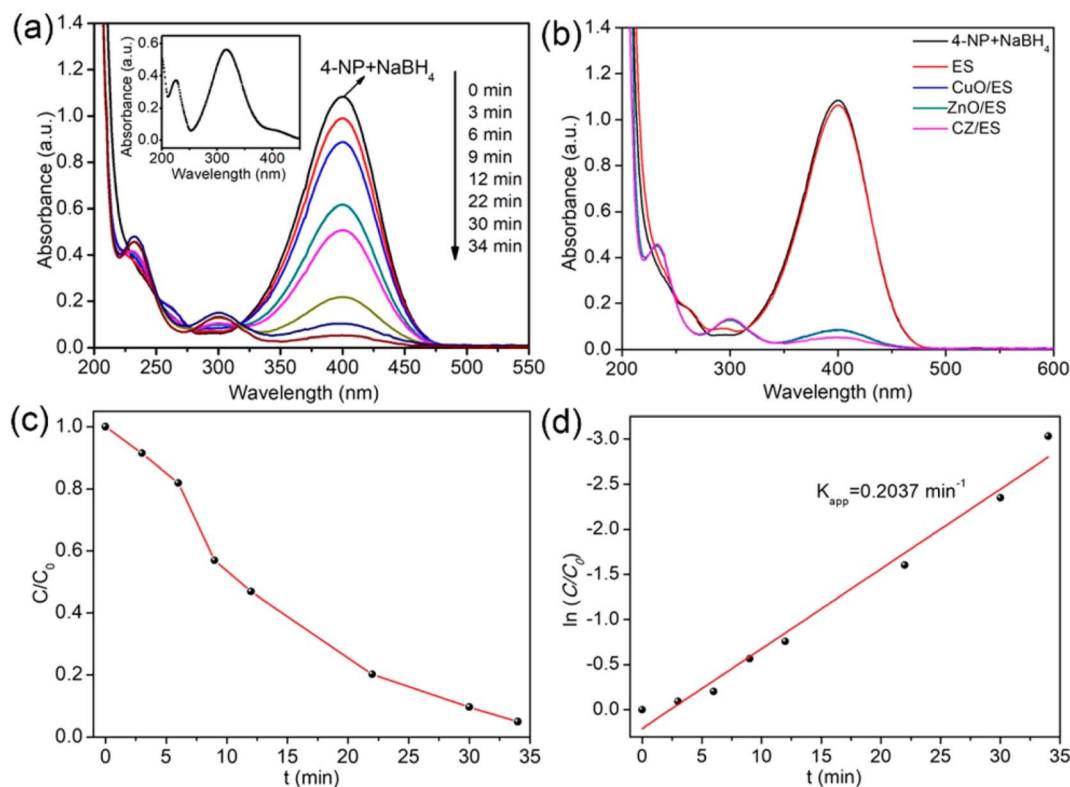 (a)
1.4
1.2
1.0
0.8
0.6
0.4
0.2
0.0
Absorbance (a.u.)
200 250 300 350 400 450 500 550
Wavelength (nm)
0.6
0.4
0.2
0.0
Absorbance (a.u.)
200 300 400
Wavelength (nm)
4-NP+NaBH₄
0 min
3 min
6 min
9 min
12 min
22 min
30 min
34 min
(b)
1.4
1.2
1.0
0.8
0.6
0.4
0.2
0.0
Absorbance (a.u.)
200 300 400 500 600
Wavelength (nm)
4-NP+NaBH₄
ES
CuO/ES
ZnO/ES
CZ/ES
(c)
1.0
0.8
0.6
0.4
0.2
0.0
C/C₀
0 5 10 15 20 25 30 35
t (min)
(d)
-3.0
-2.5
-2.0
-1.5
-1.0
-0.5
0.0
ln (C/C₀)
K_app=0.2037 min⁻¹
0 5 10 15 20 25 30 35
t (min)